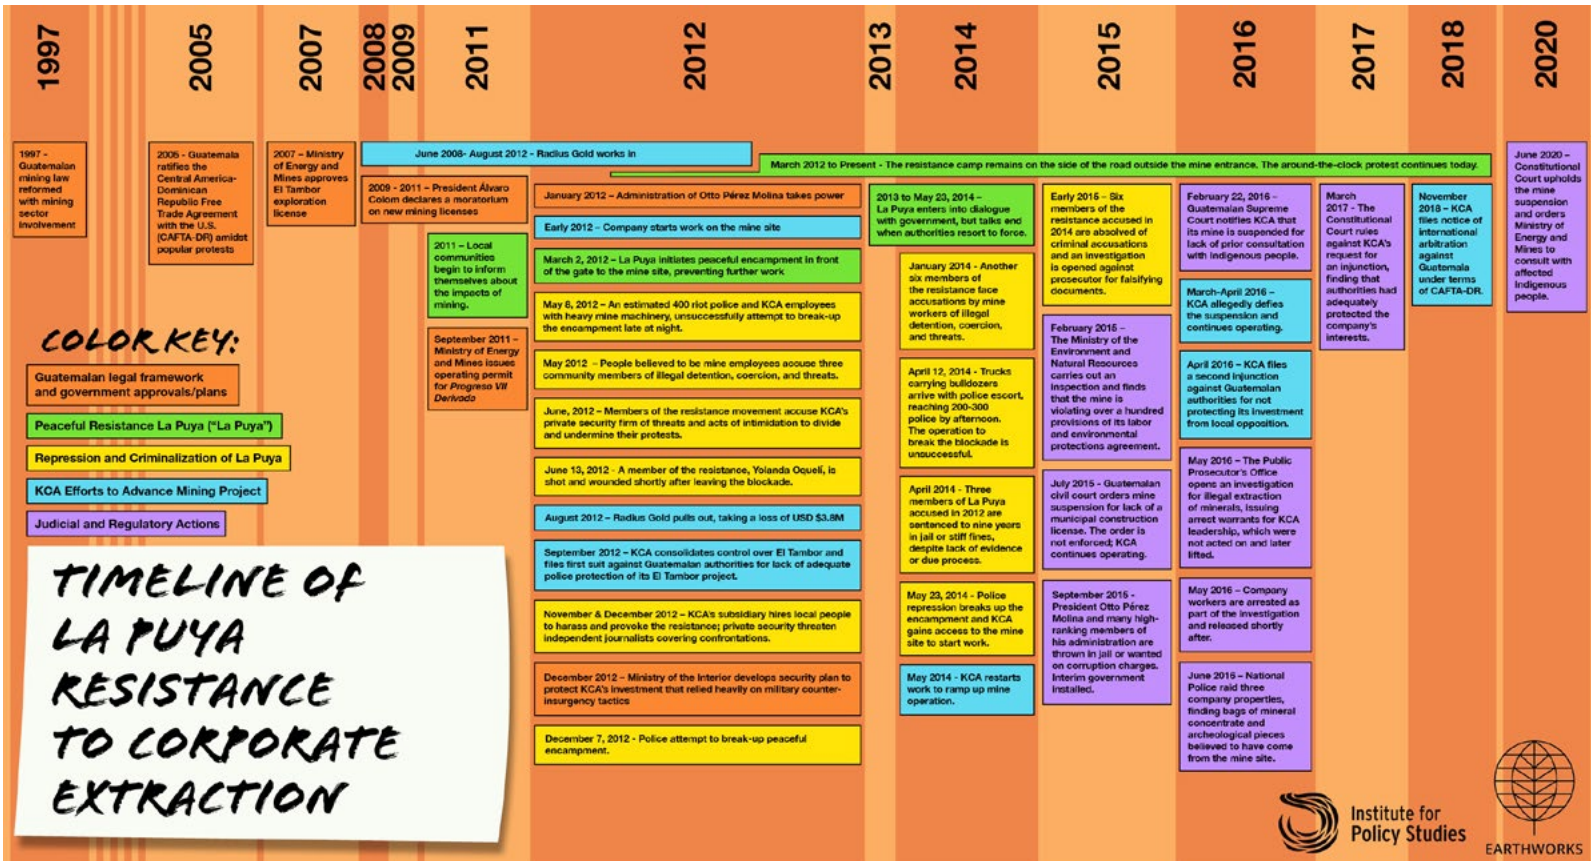 1997
2005
2007
2008
2009
2011
2012
2013
2014
2015
2016
2017
2018
2020
1997 -
Guatemalan
mining law
reformed
with mining
sector
involvement
2005 - Guatemala
ratifies the
Central America-
Dominican
Republic Free
Trade Agreement
with the U.S.
(CAFTA-DR) amidst
popular protests
2007 – Ministry
of Energy and
Mines approves
El Tambor
exploration
license
June 2008- August 2012 - Radius Gold works in
2009 - 2011 – President Álvaro
Colom declares a moratorium
on new mining licenses
2011 – Local
communities
begin to inform
themselves about
the impacts of
mining.
September 2011 –
Ministry of Energy
and Mines issues
operating permit
for Progreso VII
Derivada
March 2012 to Present - The resistance camp remains on the side of the road outside the mine entrance. The around-the-clock protest continues today.
January 2012 – Administration of Otto Pérez Molina takes power
Early 2012 – Company starts work on the mine site
March 2, 2012 – La Puya initiates peaceful encampment in front
of the gate to the mine site, preventing further work
May 8, 2012 – An estimated 400 riot police and KCA employees
with heavy mine machinery, unsuccessfully attempt to break-up
the encampment late at night.
May 2012 – People believed to be mine employees accuse three
community members of illegal detention, coercion, and threats.
June, 2012 – Members of the resistance movement accuse KCA's
private security firm of threats and acts of intimidation to divide
and undermine their protests.
June 13, 2012 - A member of the resistance, Yolanda Oquelí, is
shot and wounded shortly after leaving the blockade.
August 2012 – Radius Gold pulls out, taking a loss of USD $3.8M
September 2012 – KCA consolidates control over El Tambor and
files first suit against Guatemalan authorities for lack of adequate
police protection of its El Tambor project.
November & December 2012 – KCA's subsidiary hires local people
to harass and provoke the resistance; private security threaten
independent journalists covering confrontations.
December 2012 – Ministry of the Interior develops security plan to
protect KCA's investment that relied heavily on military counter-
insurgency tactics
December 7, 2012 - Police attempt to break-up peaceful
encampment.
2013 to May 23, 2014 –
La Puya enters into dialogue
with government, but talks end
when authorities resort to force.
January 2014 – Another
six members of
the resistance face
accusations by mine
workers of illegal
detention, coercion,
and threats.
April 12, 2014 - Trucks
carrying bulldozers
arrive with police escort,
reaching 200-300
police by afternoon.
The operation to
break the blockade is
unsuccessful.
April 2014 - Three
members of La Puya
accused in 2012 are
sentenced to nine years
in jail or stiff fines,
despite lack of evidence
or due process.
May 23, 2014 - Police
repression breaks up the
encampment and KCA
gains access to the mine
site to start work.
May 2014 - KCA restarts
work to ramp up mine
operation.
Early 2015 – Six
members of the
resistance accused in
2014 are absolved of
criminal accusations
and an investigation
is opened against
prosecutor for falsifying
documents.
February 2015 –
The Ministry of the
Environment and
Natural Resources
carries out an
inspection and finds
that the mine is
violating over a hundred
provisions of its labor
and environmental
protections agreement.
July 2015 - Guatemalan
civil court orders mine
suspension for lack of a
municipal construction
license. The order is
not enforced; KCA
continues operating.
September 2015 -
President Otto Pérez
Molina and many high-
ranking members of
his administration are
thrown in jail or wanted
on corruption charges.
Interim government
installed.
February 22, 2016 –
Guatemalan Supreme
Court notifies KCA that
its mine is suspended for
lack of prior consultation
with Indigenous people.
March-April 2016 –
KCA allegedly defies
the suspension and
continues operating.
April 2016 – KCA files
a second injunction
against Guatemalan
authorities for not
protecting its investment
from local opposition.
May 2016 – The Public
Prosecutor's Office
opens an investigation
for illegal extraction
of minerals, issuing
arrest warrants for KCA
leadership, which were
not acted on and later
lifted.
May 2016 – Company
workers are arrested as
part of the investigation
and released shortly
after.
June 2016 – National
Police raid three
company properties,
finding bags of mineral
concentrate and
archeological pieces
believed to have come
from the mine site.
March
2017 - The
Constitutional
Court rules
against KCA's
request for
an injunction,
finding that
authorities had
adequately
protected the
company's
interests.
November
2018 – KCA
files notice of
international
arbitration
against
Guatemala
under terms
of CAFTA-DR.
June 2020 –
Constitutional
Court upholds
the mine
suspension
and orders
Ministry of
Energy and
Mines to
consult with
affected
Indigenous
people.
COLOR KEY:
Guatemalan legal framework
and government approvals/plans
Peaceful Resistance La Puya ("La Puya")
Repression and Criminalization of La Puya
KCA Efforts to Advance Mining Project
Judicial and Regulatory Actions
TIMELINE OF
LA PUYA
RESISTANCE
TO CORPORATE
EXTRACTION
Institute for
Policy Studies
EARTHWORKS